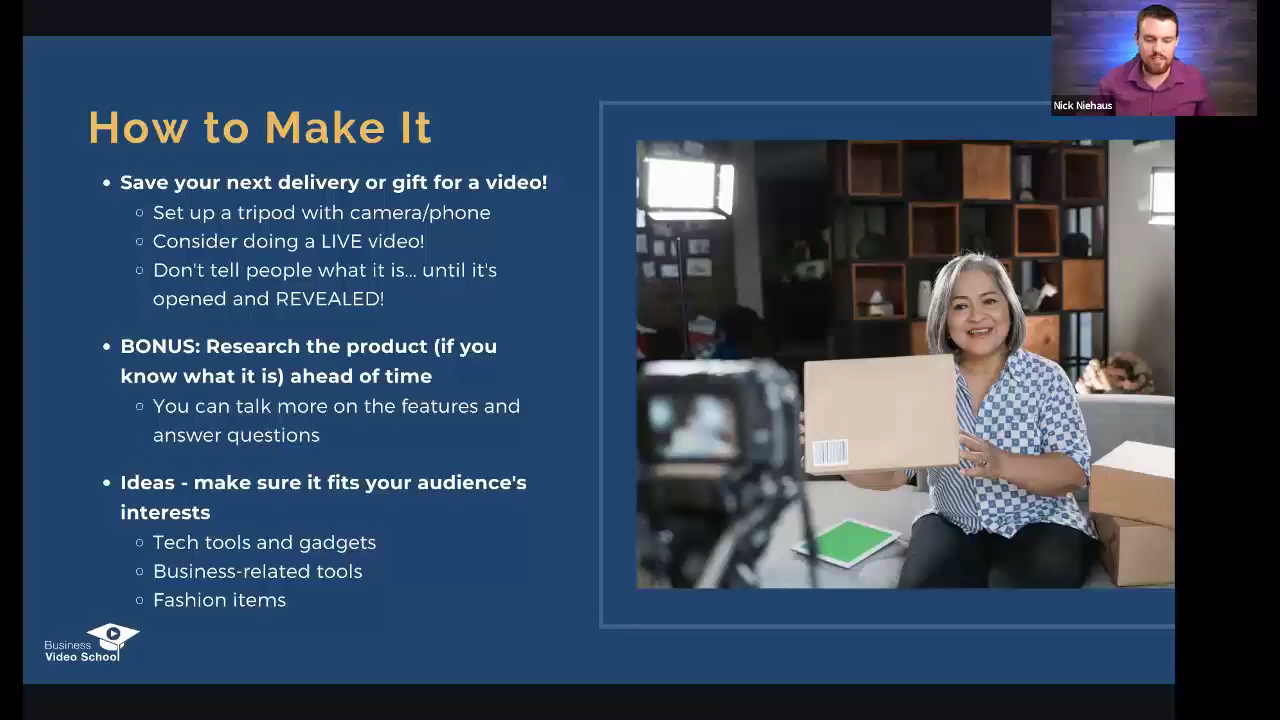 How to Make It
Nick Niehaus
• Save your next delivery or gift for a video!
○ Set up a tripod with camera/phone
○ Consider doing a LIVE video!
○ Don't tell people what it is... until it's
opened and REVEALED!
• BONUS: Research the product (if you
know what it is) ahead of time
○ You can talk more on the features and
answer questions
• Ideas - make sure it fits your audience's
interests
○ Tech tools and gadgets
○ Business-related tools
○ Fashion items
Business
Video School